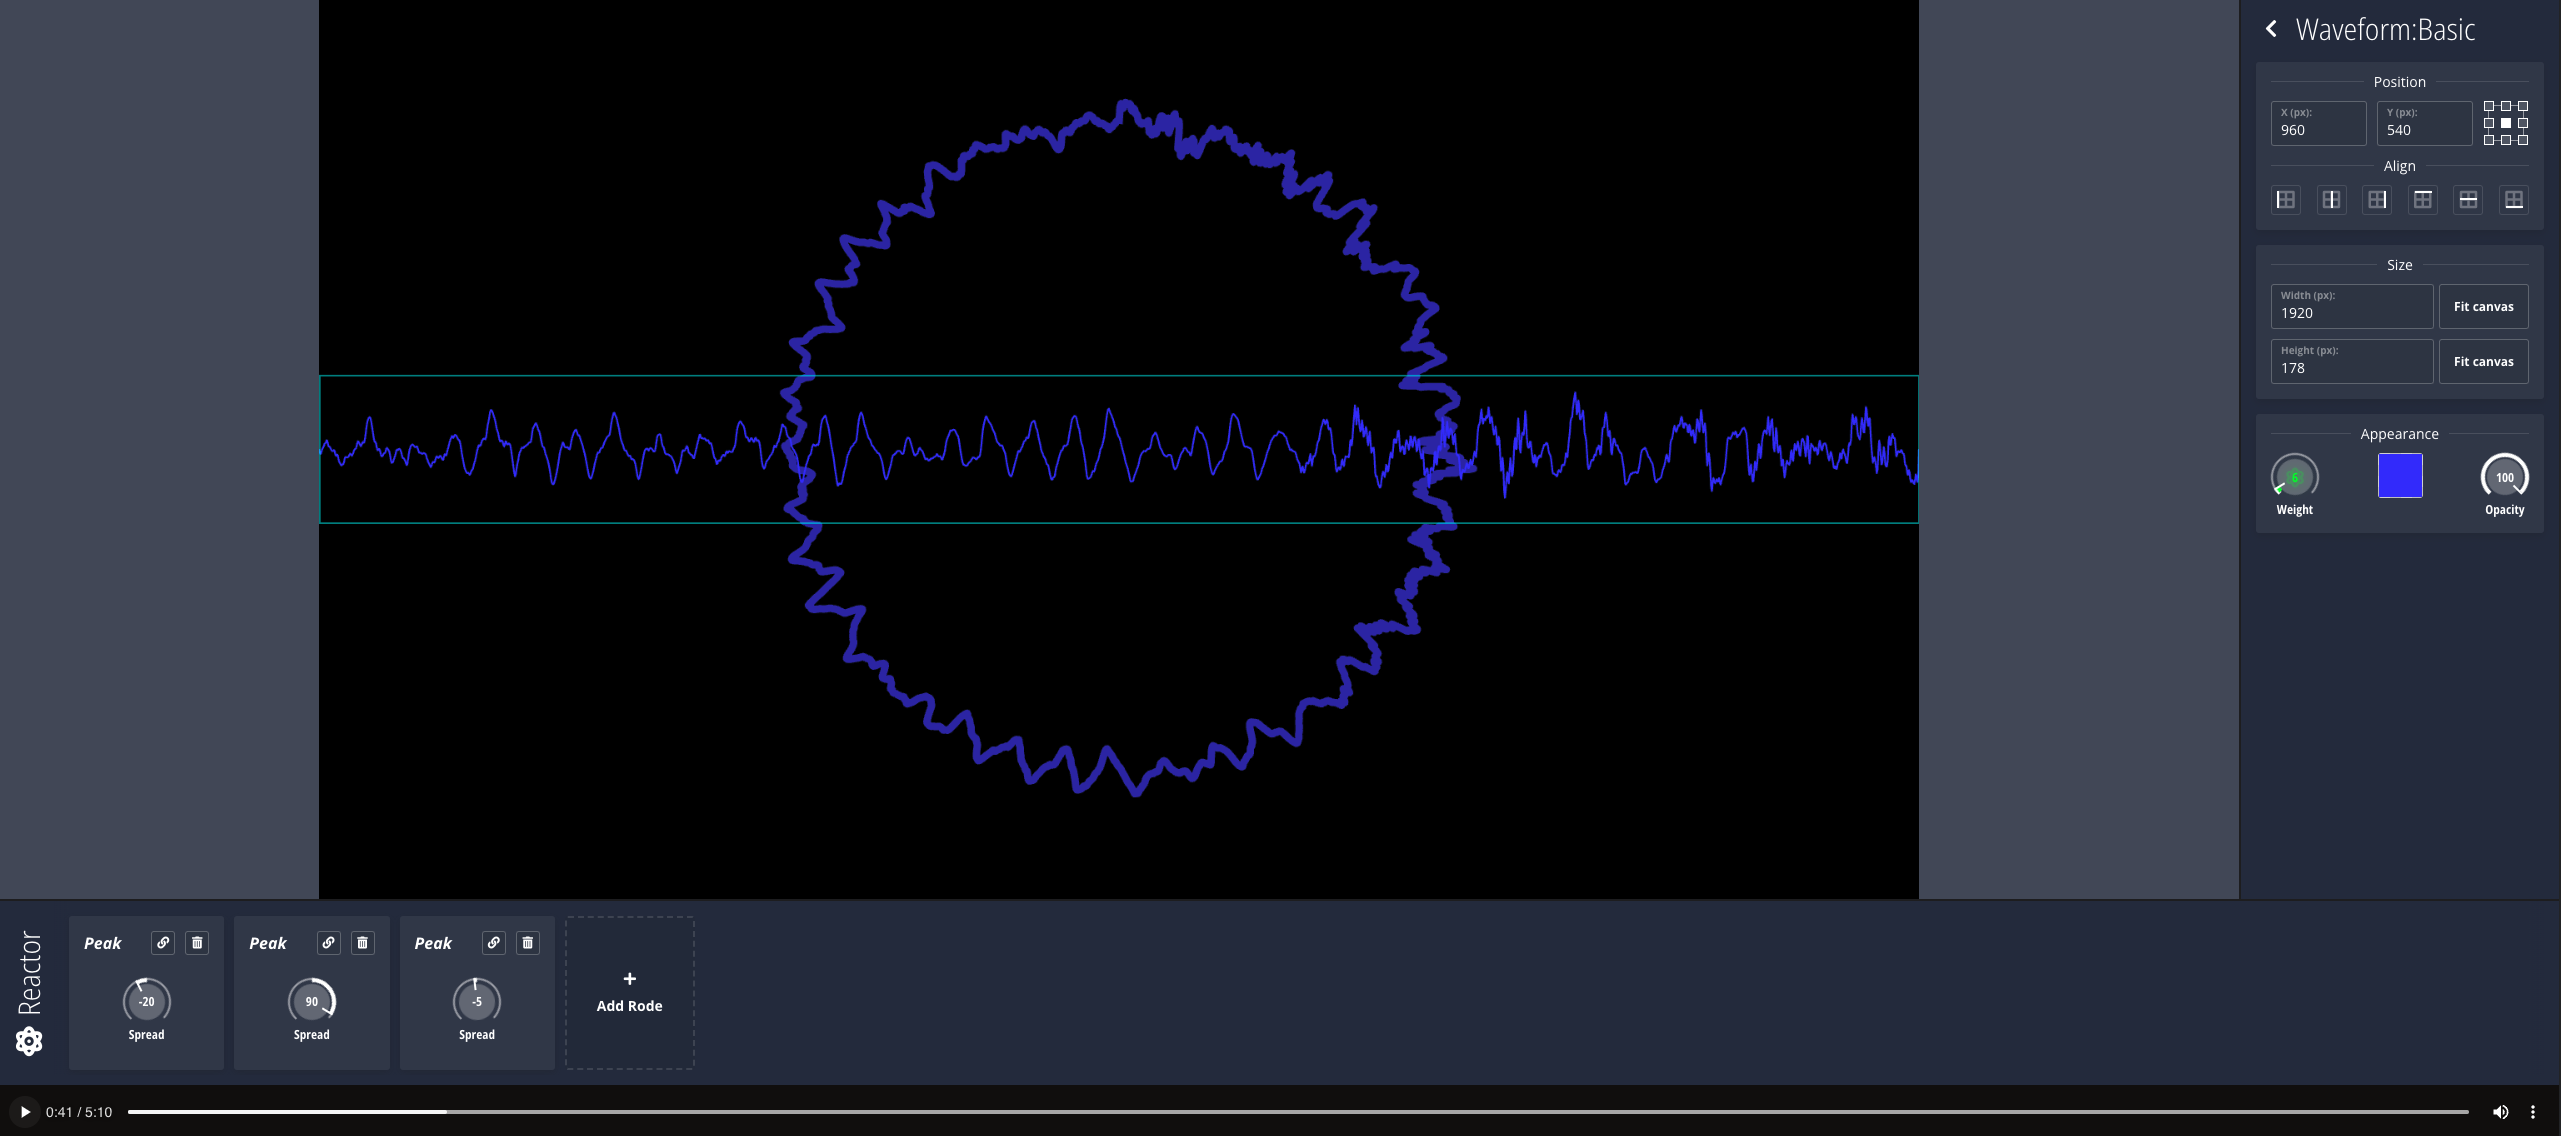 Waveform:Basic
Position
X (px):
960
Y (px):
540
Align
Size
Width (px):
1920
Fit canvas
Height (px):
178
Fit canvas
Appearance
6
100
Weight
Opacity
Reactor
Peak
-20
Spread
Peak
90
Spread
Peak
-5
Spread
+
Add Rode
0:41 / 5:10